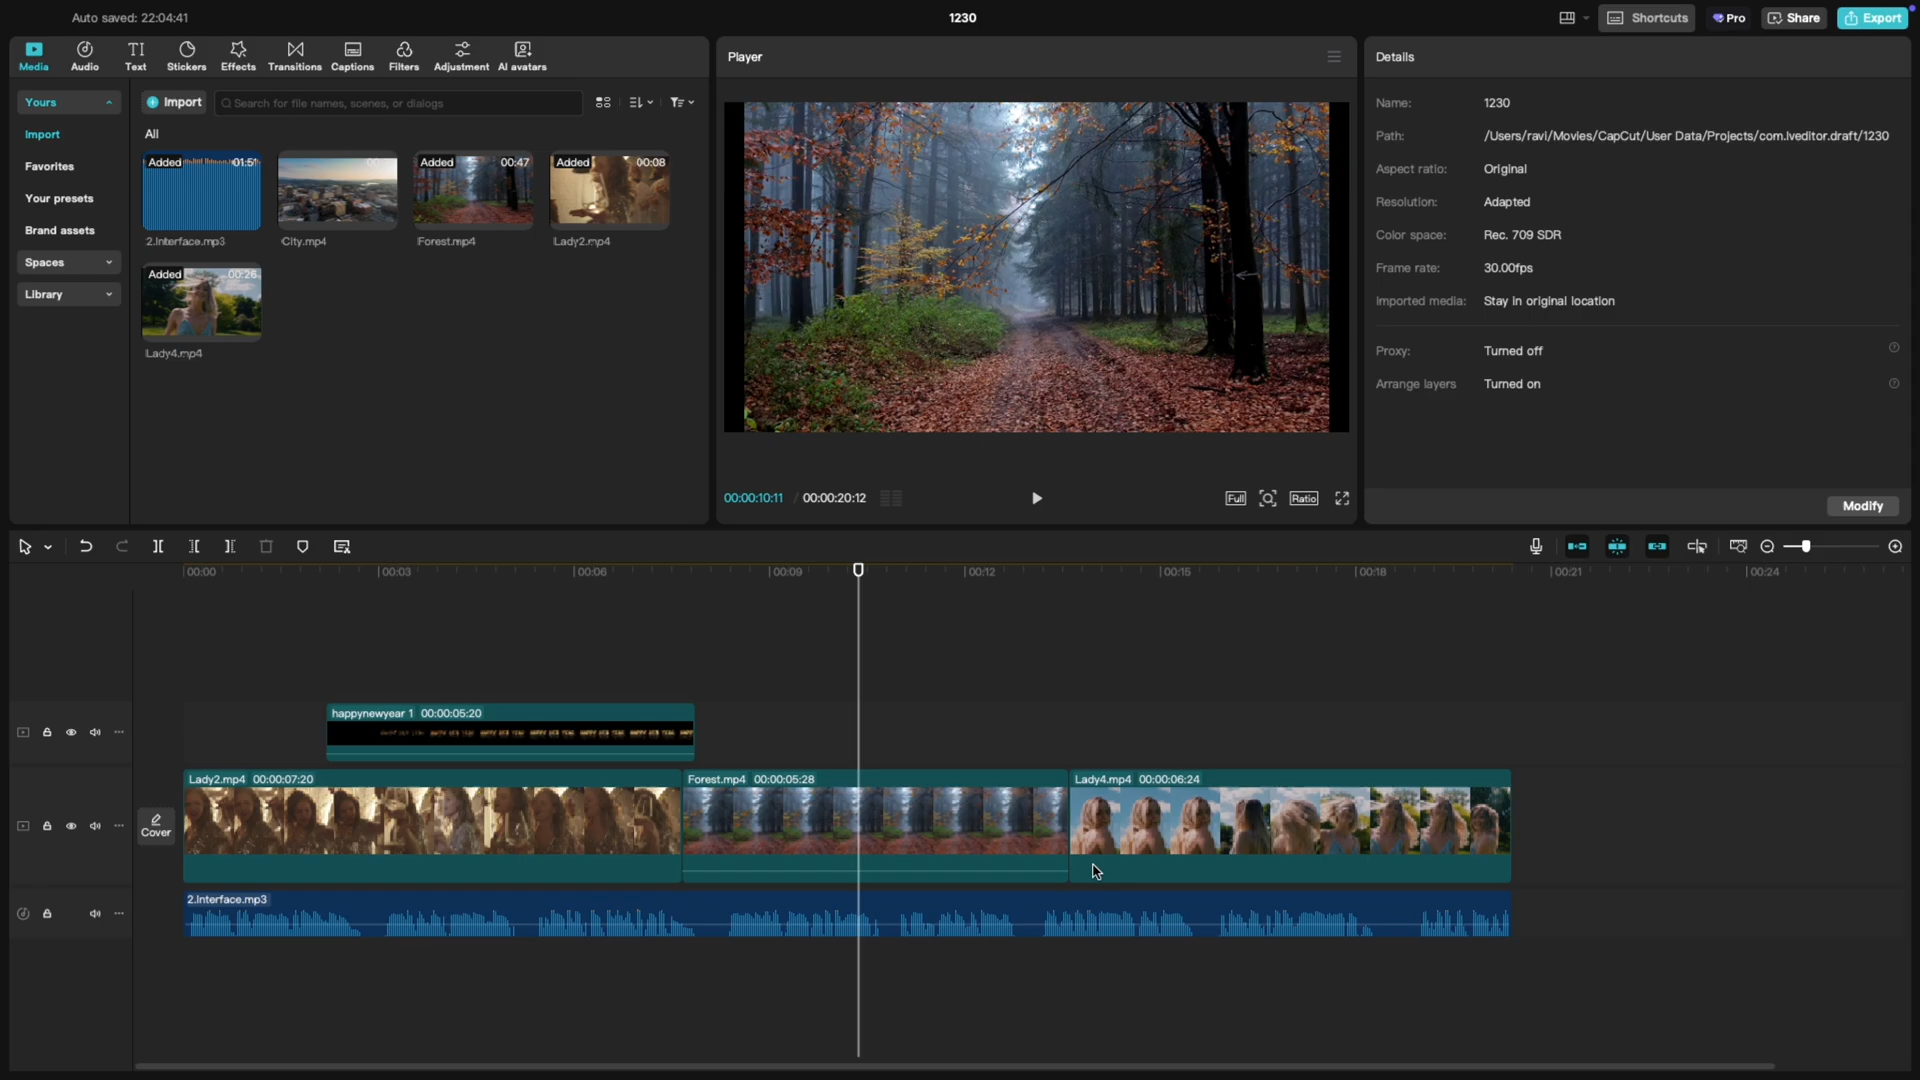 Auto saved: 22:04:41
1230
Shortcuts
Pro
Share
Export
Media
Audio
Text
Stickers
Effects
Transitions
Captions
Filters
Adjustment
AI avatars
Yours
Import
Favorites
Your presets
Brand assets
Spaces
Library
Import
Search for file names, scenes, or dialogs
All
Added 01:51
2.Interface.mp3
City.mp4
Added 00:47
Forest.mp4
Added 00:08
Lady2.mp4
Added 00:26
Lady4.mp4
Player
00:00:10:11 / 00:00:20:12
Full
Ratio
Details
Name: 1230
Path: /Users/ravi/Movies/CapCut/User Data/Projects/com.lveditor.draft/1230
Aspect ratio: Original
Resolution: Adapted
Color space: Rec. 709 SDR
Frame rate: 30.00fps
Imported media: Stay in original location
Proxy: Turned off
Arrange layers Turned on
Modify
00:00 00:03 00:06 00:09 00:12 00:15 00:18 00:21 00:24
happynewyear 1 00:00:05:20
Lady2.mp4 00:00:07:20
Forest.mp4 00:00:05:28
Lady4.mp4 00:00:06:24
Cover
2.Interface.mp3